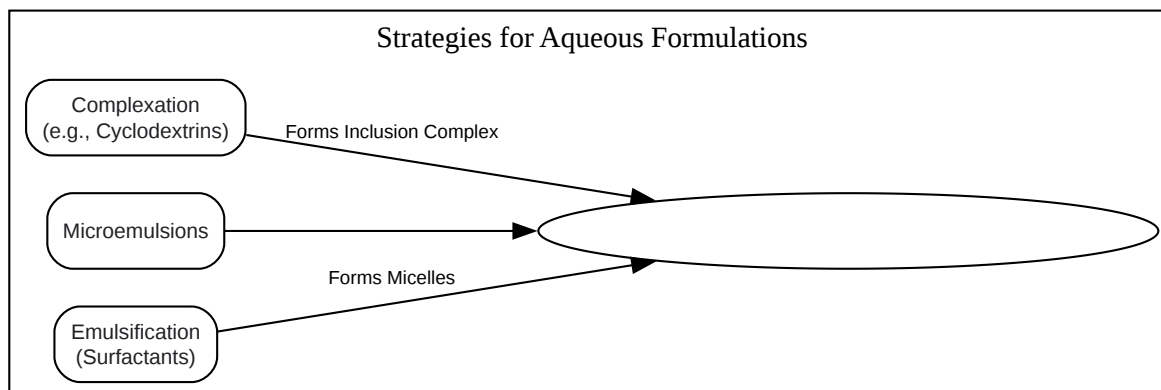 Strategies for Aqueous Formulations
Complexation
(e.g., Cyclodextrins)
Forms Inclusion Complex
Microemulsions
Forms Micelles
Emulsification
(Surfactants)